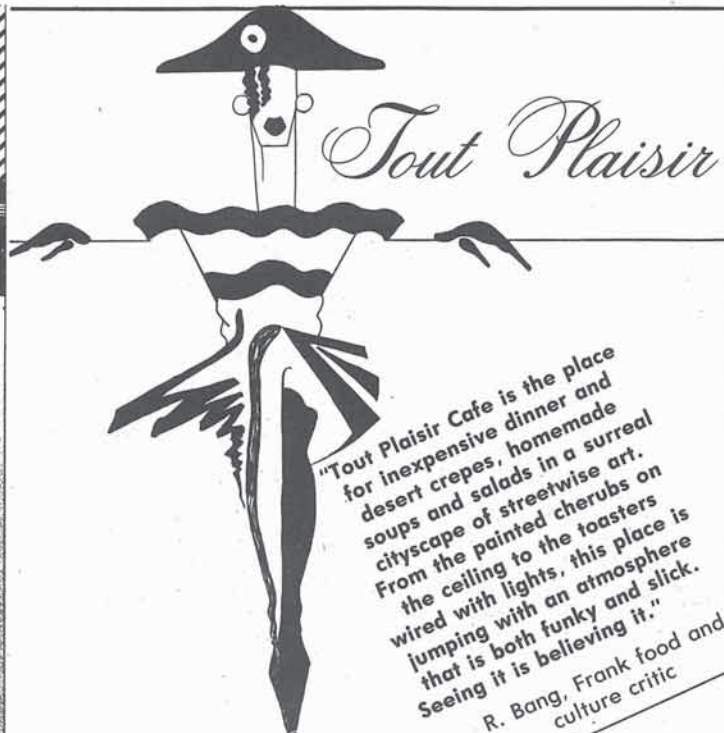 Tout Plaisir
"Tout Plaisir Cafe is the place
for inexpensive dinner and
desert crepes, homemade
soups and salads in a surreal
cityscape of streetwise art.
From the painted cherubs on
the ceiling to the toasters
wired with lights, this place is
jumping with an atmosphere
that is both funky and slick.
Seeing it is believing it."
R. Bang, Frank food and
culture critic